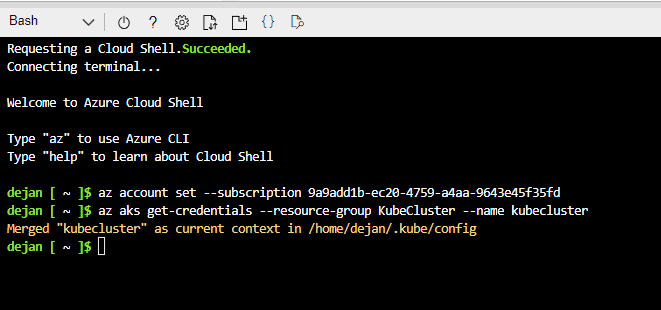 Bash
? {}
Requesting a Cloud Shell.Succeeded.
Connecting terminal...
Welcome to Azure Cloud Shell
Type "az" to use Azure CLI
Type "help" to learn about Cloud Shell
dejan [ ~ ]$ az account set --subscription 9a9add1b-ec20-4759-a4aa-9643e45f35fd
dejan [ ~ ]$ az aks get-credentials --resource-group KubeCluster --name kubecluster
Merged "kubecluster" as current context in /home/dejan/.kube/config
dejan [ ~ ]$